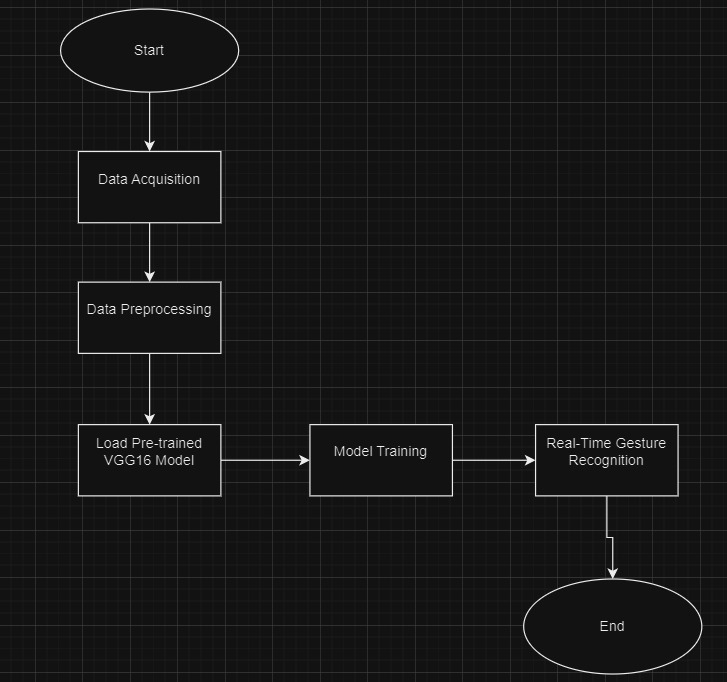 Start
Data Acquisition
Data Preprocessing
Load Pre-trained
VGG16 Model
Model Training
Real-Time Gesture
Recognition
End